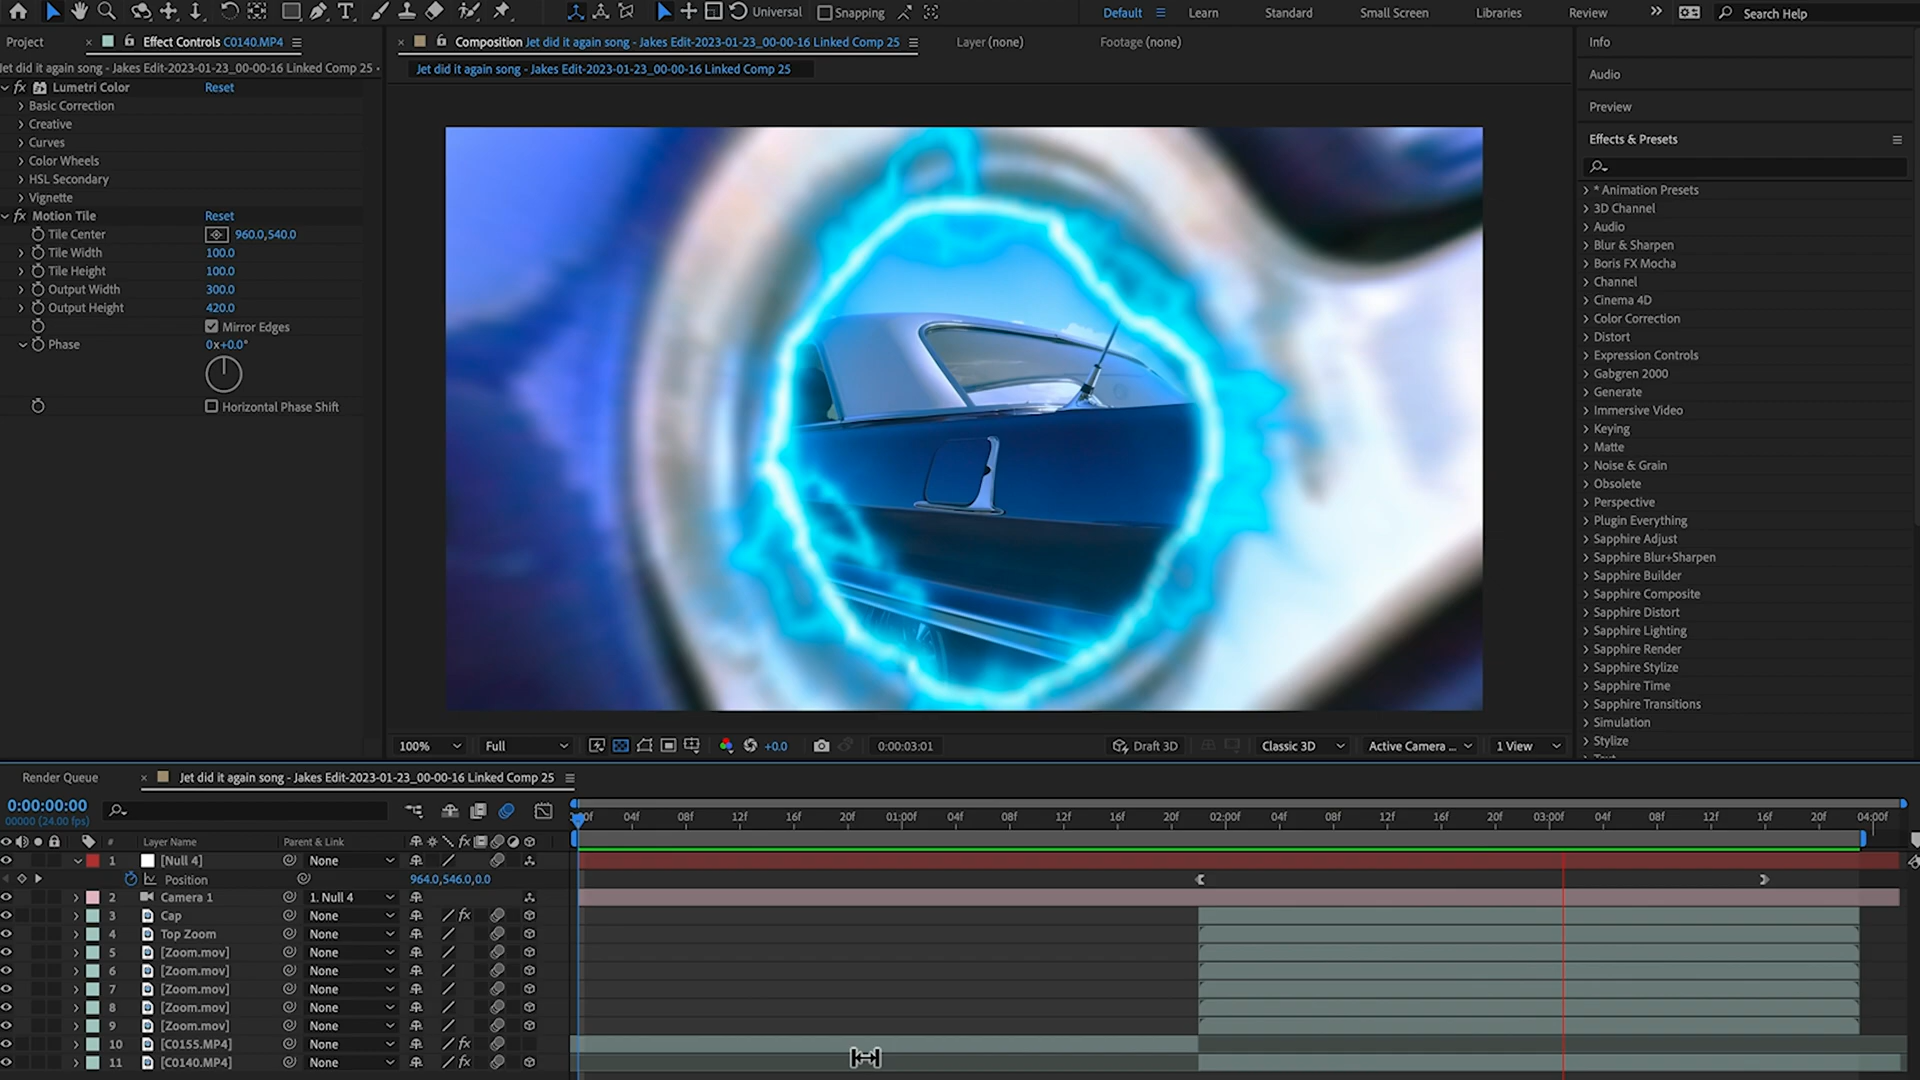 Universal
Snapping
Default
Learn
Standard
Small Screen
Libraries
Review
Search Help
Project
Effect Controls C0140.MP4
Composition Jet did it again song - Jakes Edit-2023-01-23_00-00-16 Linked Comp 25
Layer (none)
Footage (none)
Info
Jet did it again song - Jakes Edit-2023-01-23_00-00-16 Linked Comp 25
Jet did it again song - Jakes Edit-2023-01-23_00-00-16 Linked Comp 25
Audio
Preview
Effects & Presets
fx Lumetri Color Reset
Basic Correction
Creative
Curves
Color Wheels
HSL Secondary
Vignette
fx Motion Tile Reset
Tile Center 960.0,540.0
Tile Width 100.0
Tile Height 100.0
Output Width 300.0
Output Height 420.0
Mirror Edges
Phase 0x+0.0°
Horizontal Phase Shift
* Animation Presets
3D Channel
Audio
Blur & Sharpen
Boris FX Mocha
Channel
Cinema 4D
Color Correction
Distort
Expression Controls
Gabgren 2000
Generate
Immersive Video
Keying
Matte
Noise & Grain
Obsolete
Perspective
Plugin Everything
Sapphire Adjust
Sapphire Blur+Sharpen
Sapphire Builder
Sapphire Composite
Sapphire Distort
Sapphire Lighting
Sapphire Render
Sapphire Stylize
Sapphire Time
Sapphire Transitions
Simulation
Stylize
100% Full +0.0 0:00:03:01 Draft 3D Classic 3D Active Camera ... 1 View
Render Queue
Jet did it again song - Jakes Edit-2023-01-23_00-00-16 Linked Comp 25
0:00:00:00
00000 (24.00 fps)
04f 08f 12f 16f 20f 01:00f 04f 08f 12f 16f 20f 02:00f 04f 08f 12f 16f 20f 03:00f 04f 08f 12f 16f 20f 04:00f
# Layer Name Parent & Link fx
1 [Null 4] None
Position 964.0,546.0,0.0
2 Camera 1 1. Null 4
3 Cap None fx
4 Top Zoom None
5 [Zoom.mov] None
6 [Zoom.mov] None
7 [Zoom.mov] None
8 [Zoom.mov] None
9 [Zoom.mov] None
10 [C0155.MP4] None fx
11 [C0140.MP4] None fx